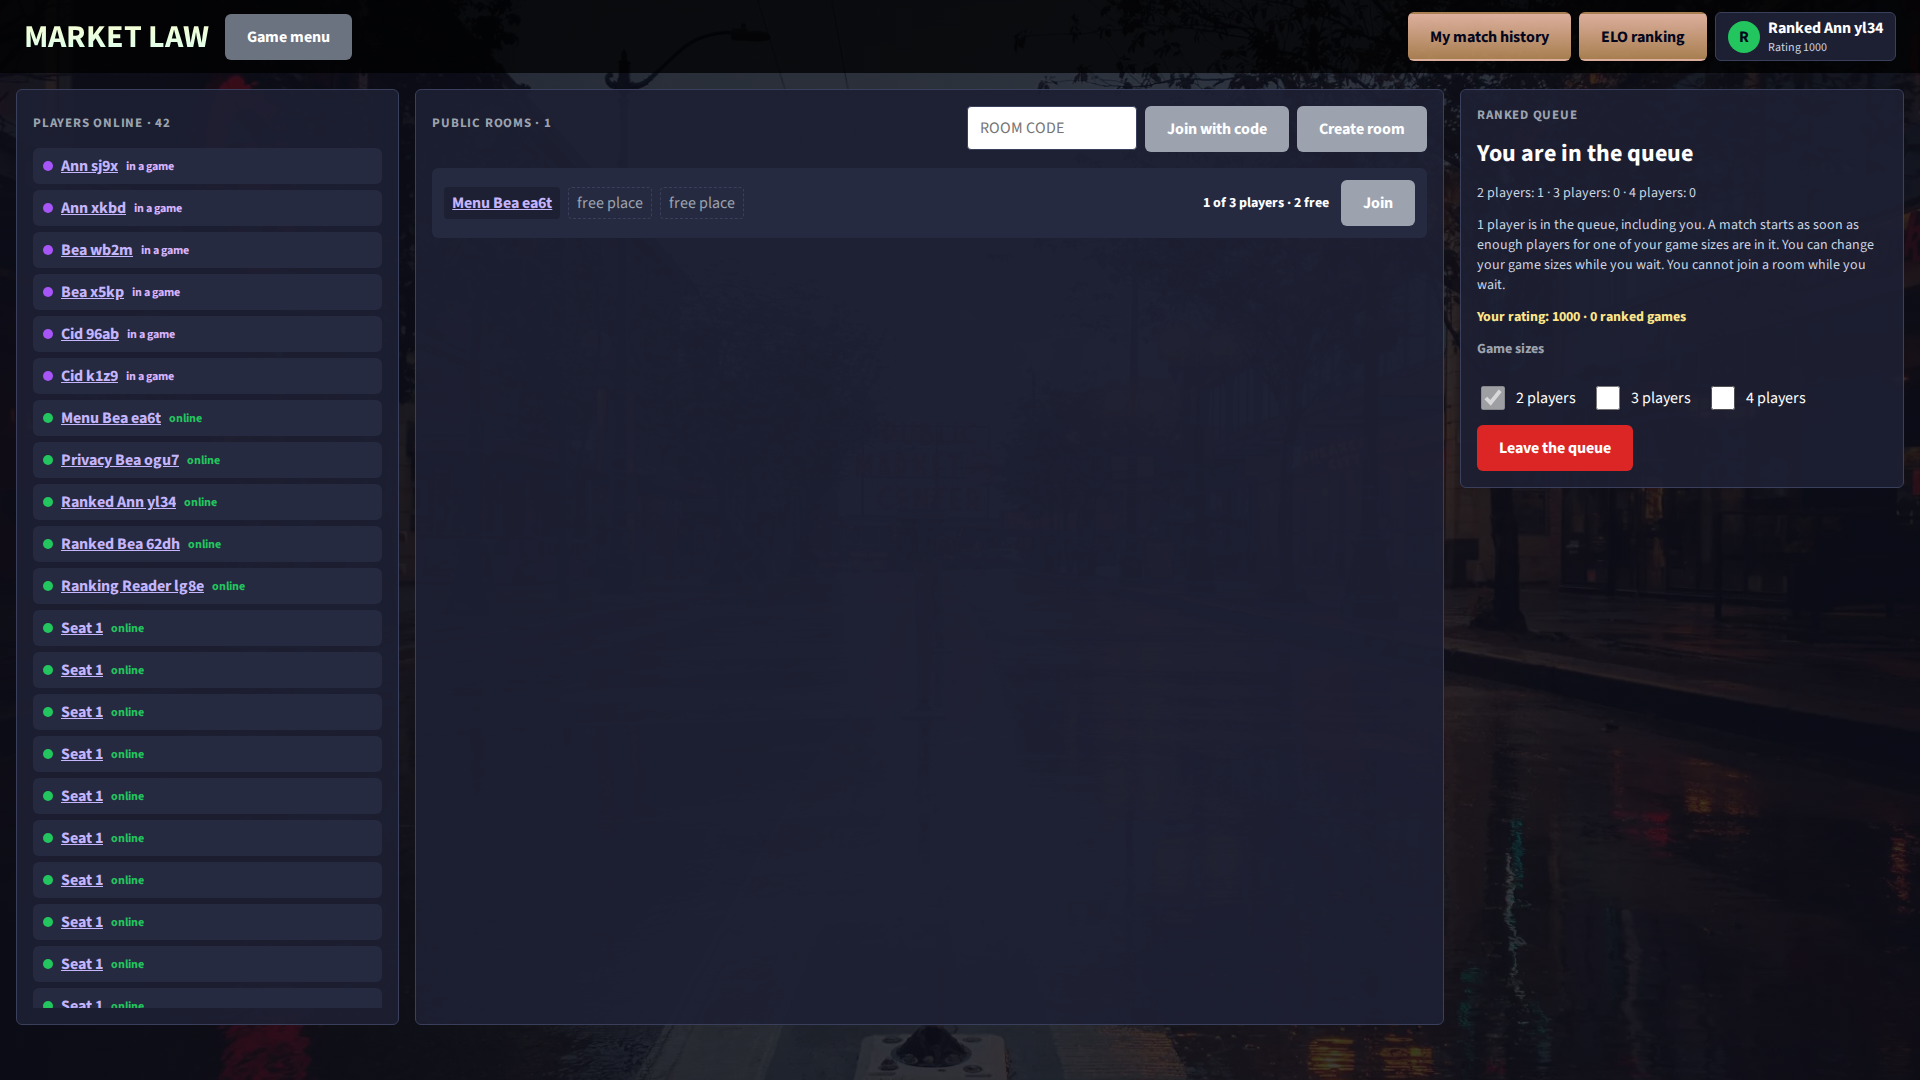 MARKET LAW
Game menu
My match history
ELO ranking
R
Ranked Ann yl34
Rating 1000
PLAYERS ONLINE · 42
Ann sj9x in a game
Ann xkbd in a game
Bea wb2m in a game
Bea x5kp in a game
Cid 96ab in a game
Cid k1z9 in a game
Menu Bea ea6t online
Privacy Bea ogu7 online
Ranked Ann yl34 online
Ranked Bea 62dh online
Ranking Reader lg8e online
Seat 1 online
Seat 1 online
Seat 1 online
Seat 1 online
Seat 1 online
Seat 1 online
Seat 1 online
Seat 1 online
Seat 1 online
Seat 1 online
PUBLIC ROOMS · 1
ROOM CODE
Join with code
Create room
Menu Bea ea6t
free place
free place
1 of 3 players · 2 free
Join
RANKED QUEUE
You are in the queue
2 players: 1 · 3 players: 0 · 4 players: 0
1 player is in the queue, including you. A match starts as soon as
enough players for one of your game sizes are in it. You can change
your game sizes while you wait. You cannot join a room while you
wait.
Your rating: 1000 · 0 ranked games
Game sizes
2 players
3 players
4 players
Leave the queue